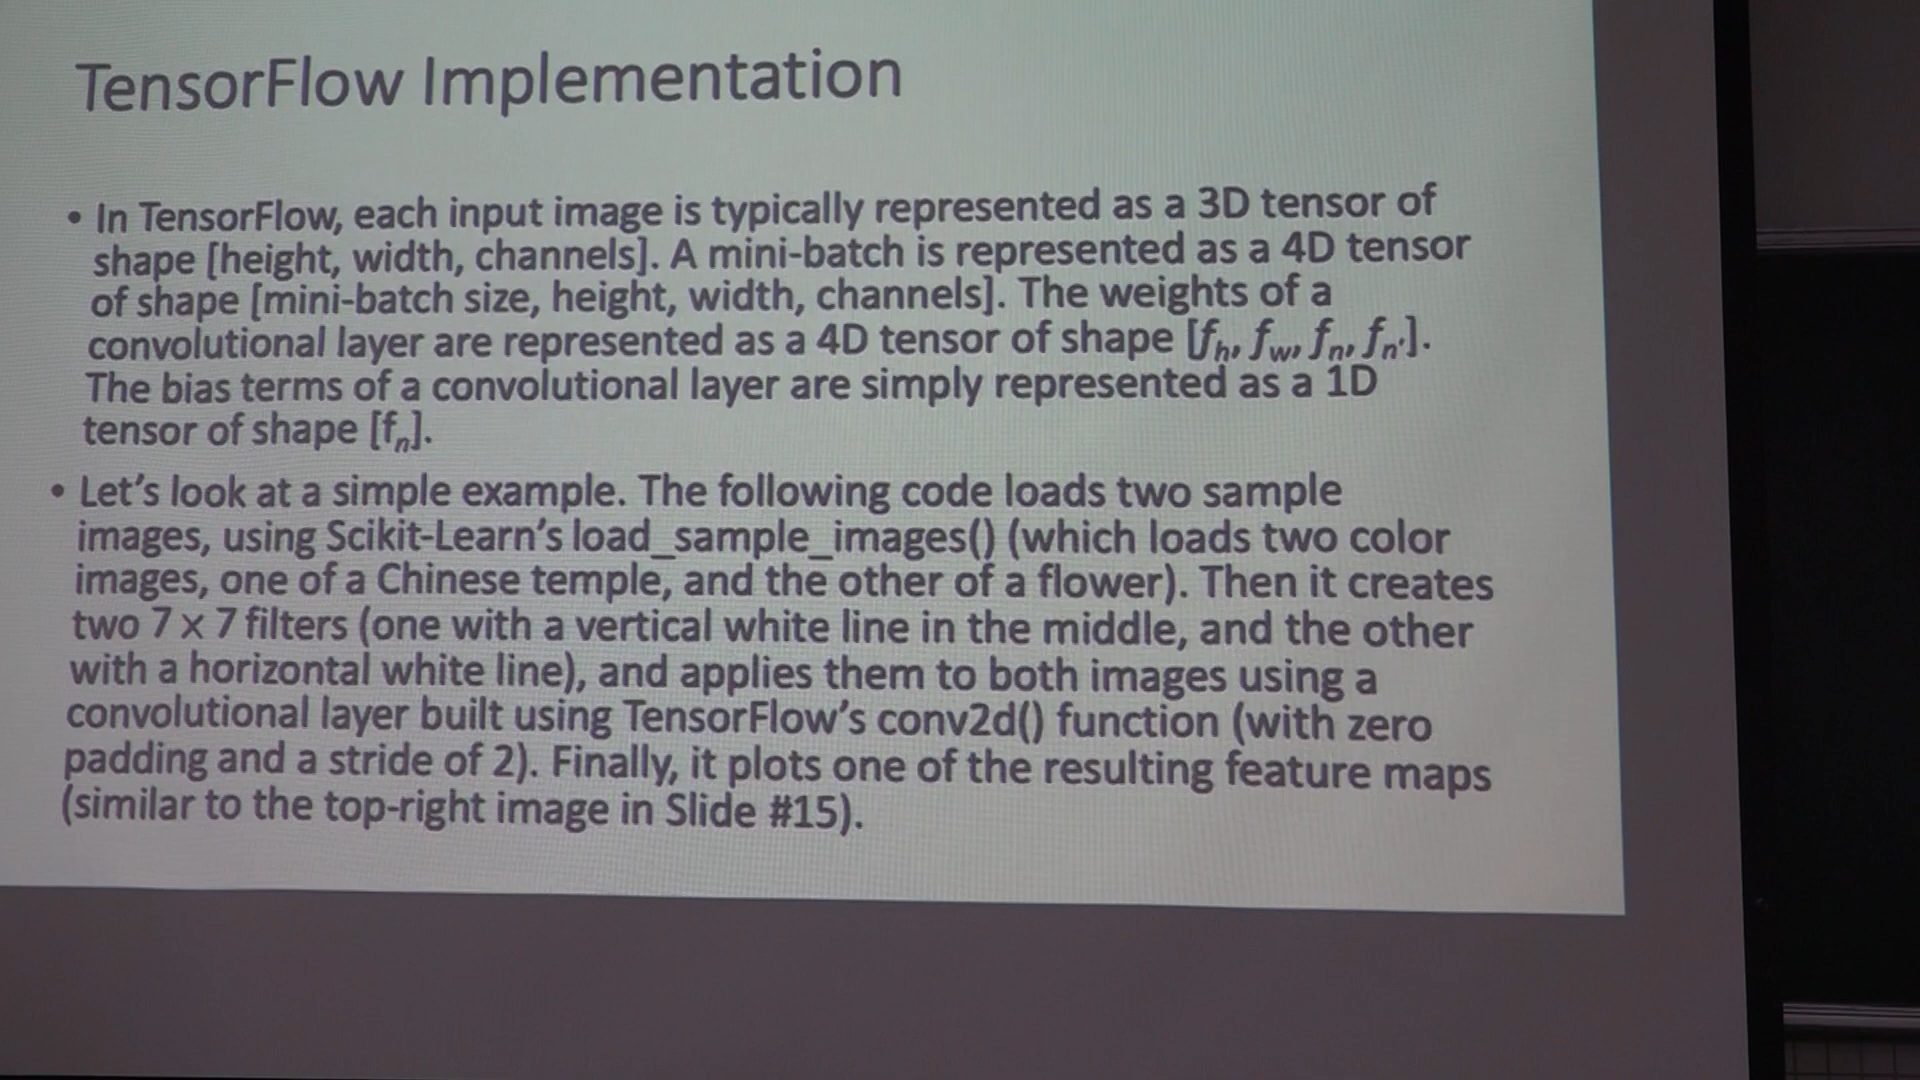 TensorFlow Implementation
• In TensorFlow, each input image is typically represented as a 3D tensor of
shape [height, width, channels]. A mini-batch is represented as a 4D tensor
of shape [mini-batch size, height, width, channels]. The weights of a
convolutional layer are represented as a 4D tensor of shape [fh, fw, fn, fn'].
The bias terms of a convolutional layer are simply represented as a 1D
tensor of shape [fn].
• Let's look at a simple example. The following code loads two sample
images, using Scikit-Learn's load_sample_images() (which loads two color
images, one of a Chinese temple, and the other of a flower). Then it creates
two 7 x 7 filters (one with a vertical white line in the middle, and the other
with a horizontal white line), and applies them to both images using a
convolutional layer built using TensorFlow's conv2d() function (with zero
padding and a stride of 2). Finally, it plots one of the resulting feature maps
(similar to the top-right image in Slide #15).